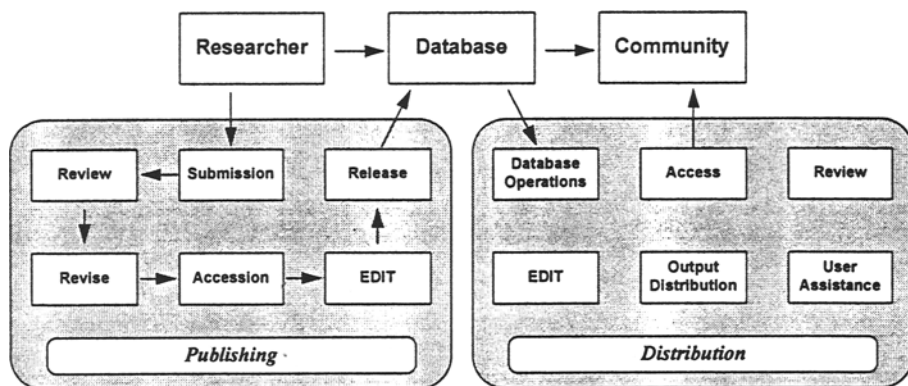 Researcher
Database
Community
Review
Submission
Release
Revise
Accession
EDIT
Publishing
Database
Operations
Access
Review
EDIT
Output
Distribution
User
Assistance
Distribution